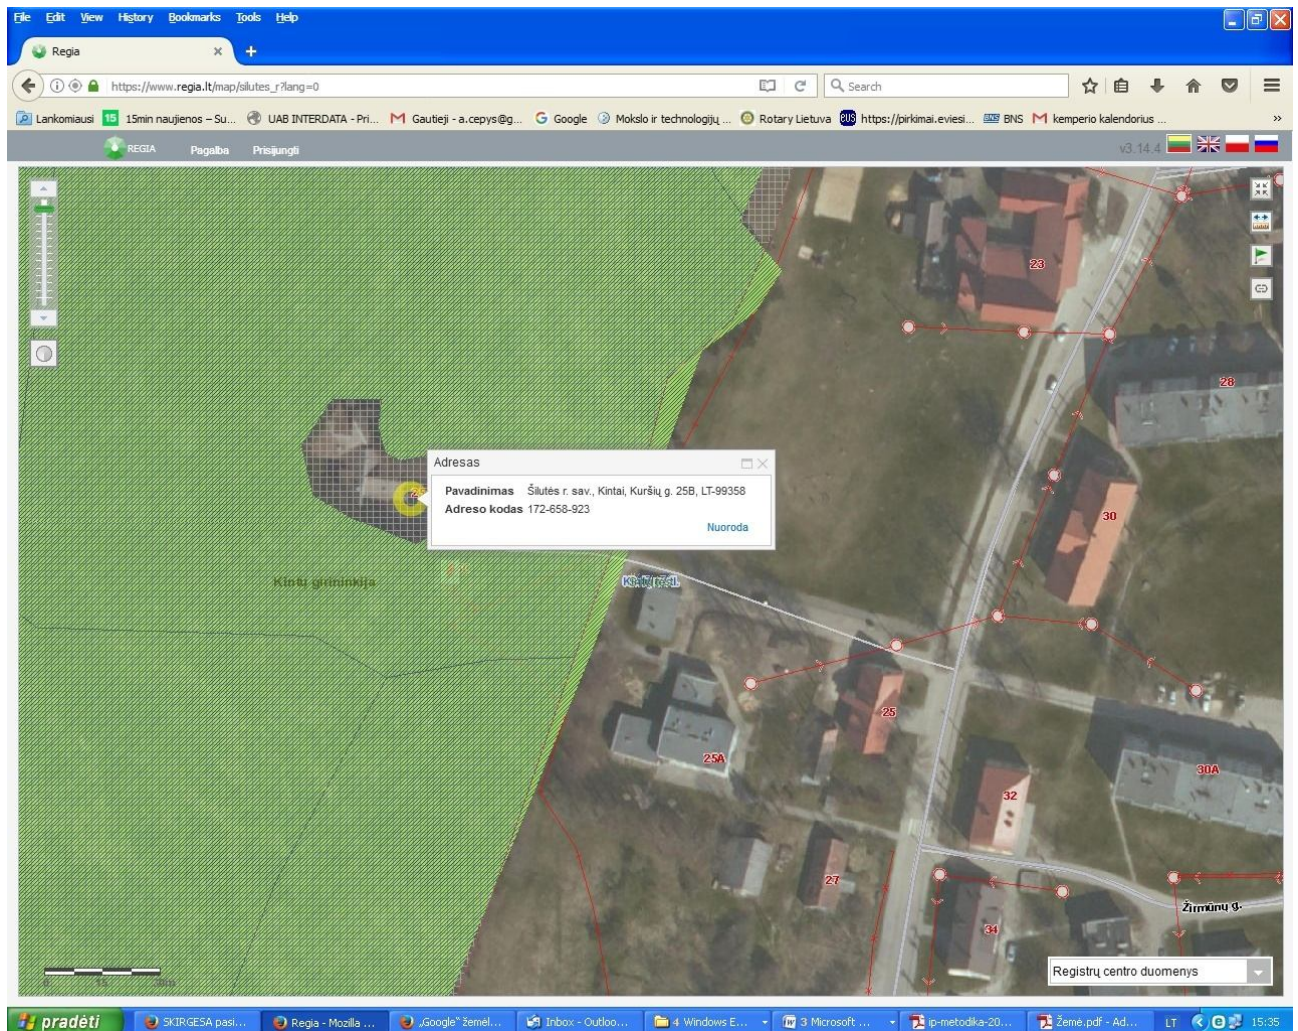 File Edit View History Bookmarks Tools Help
Regia
https://www.regia.lt/map/silutes_r?lang=0
Search
Lankomiausi 15 15min naujienos – Su... UAB INTERDATA - Pri... Gautieji - a.cepys@g... Google Mokslo ir technologijų ... Rotary Lietuva eus https://pirkimai.eviesi... BNS kemperio kalendorius ... »
REGIA Pagalba Prisijungti v3.14.4
23
28
Adresas
Pavadinimas Šilutės r. sav., Kintai, Kuršių g. 25B, LT-99358
Adreso kodas 172-658-923
Nuoroda
30
Kintų girininkija
25
25A
30A
32
27
Žirmūnų g.
34
Registrų centro duomenys
0 15 30m
pradėti SKIRGESA pasi... Regia - Mozilla ... „Google“ žemėl... Inbox - Outloo... 4 Windows E... 3 Microsoft ... ip-metodika-20... Žemė.pdf - Ad... LT 15:35